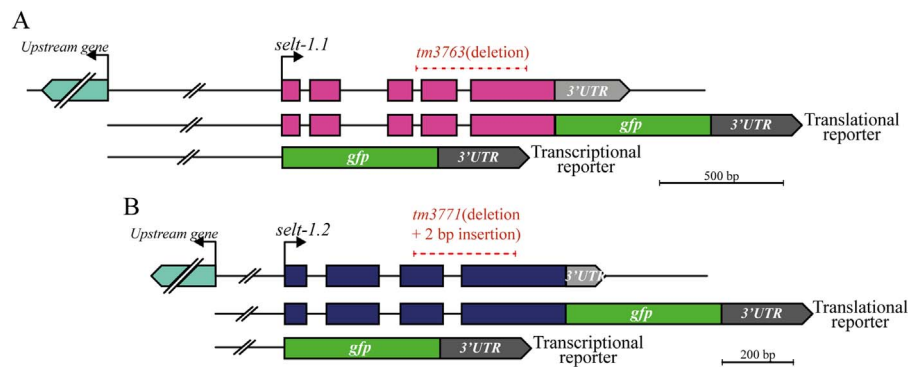 A
Upstream gene
selt-1.1
tm3763(deletion)
3'UTR
gfp
3'UTR
Translational
reporter
gfp
3'UTR
Transcriptional
reporter
500 bp
B
Upstream gene
selt-1.2
tm3771(deletion
+ 2 bp insertion)
3'UTR
gfp
3'UTR
Translational
reporter
gfp
3'UTR
Transcriptional
reporter
200 bp